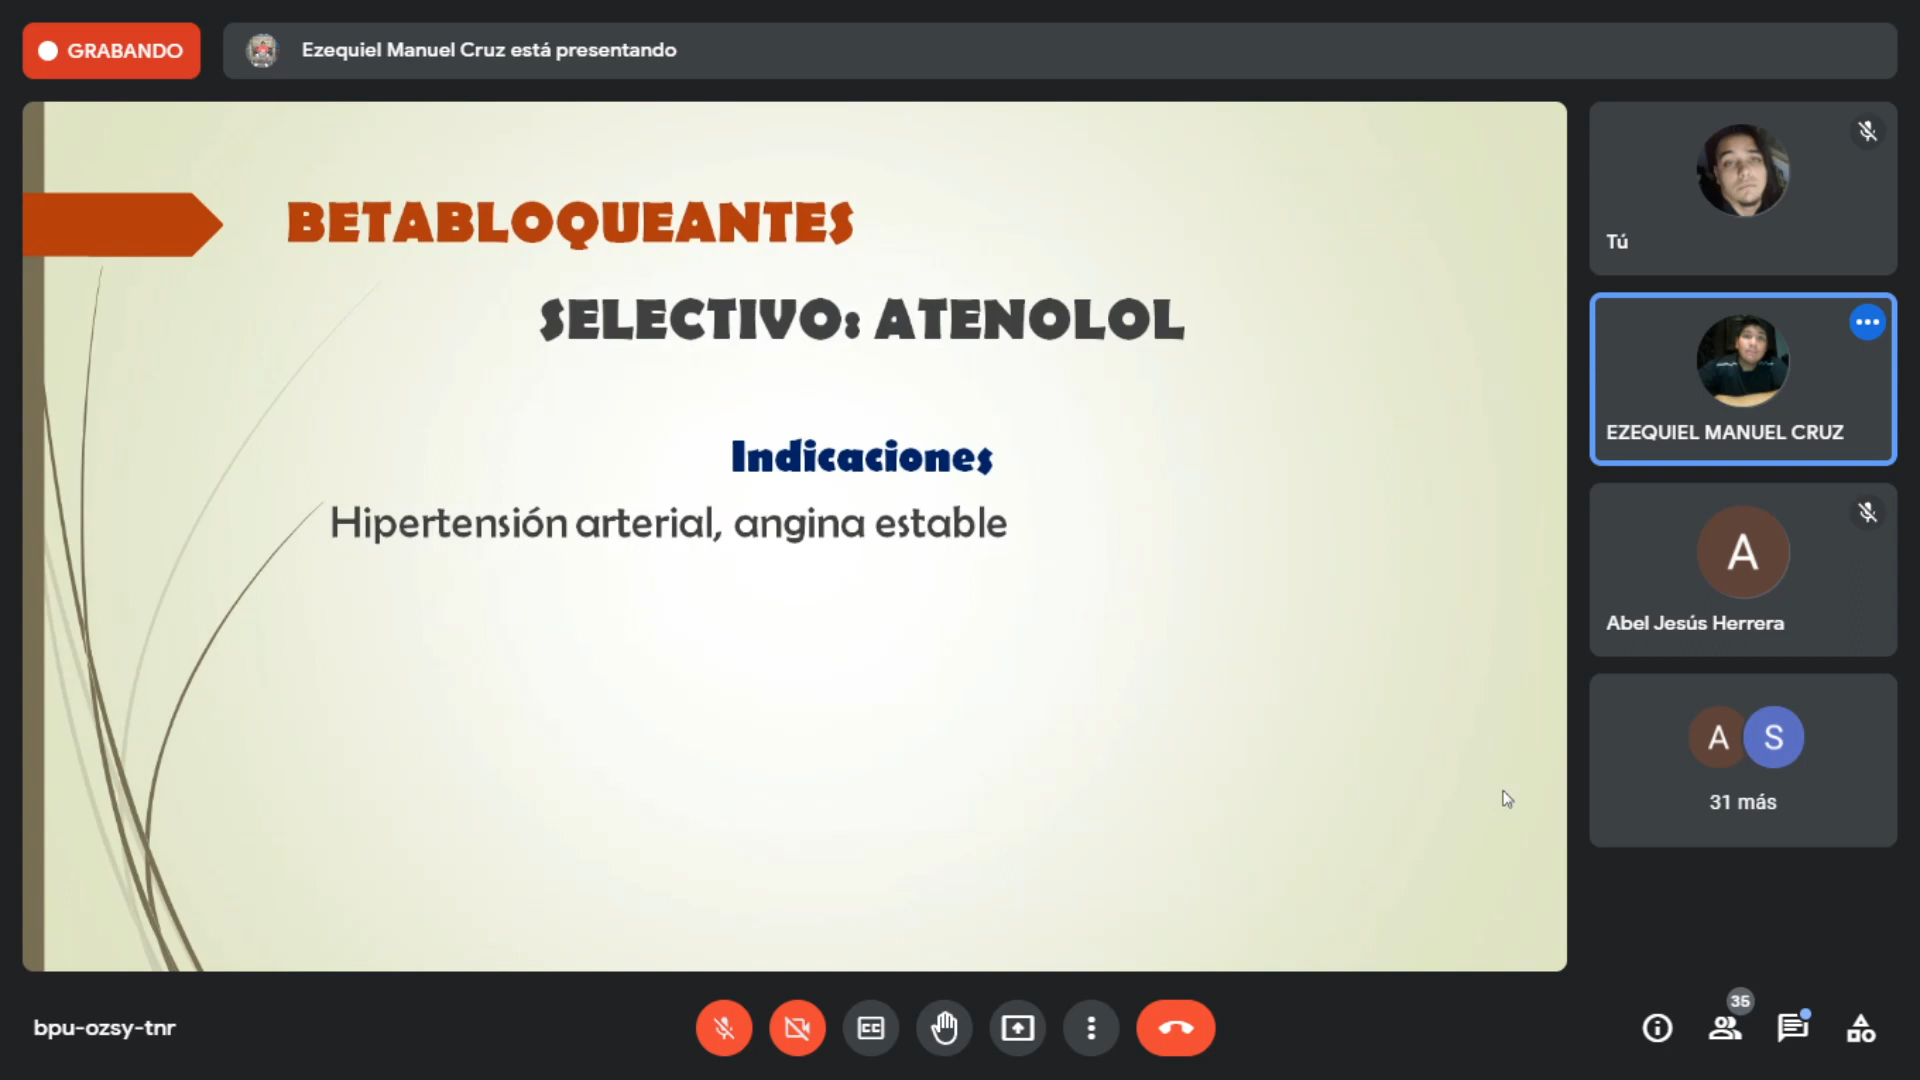 GRABANDO
Ezequiel Manuel Cruz está presentando
BETABLOQUEANTES
SELECTIVO: ATENOLOL
Indicaciones
Hipertensión arterial, angina estable
Tú
EZEQUIEL MANUEL CRUZ
A
Abel Jesús Herrera
A S
31 más
bpu-ozsy-tnr
CC
35